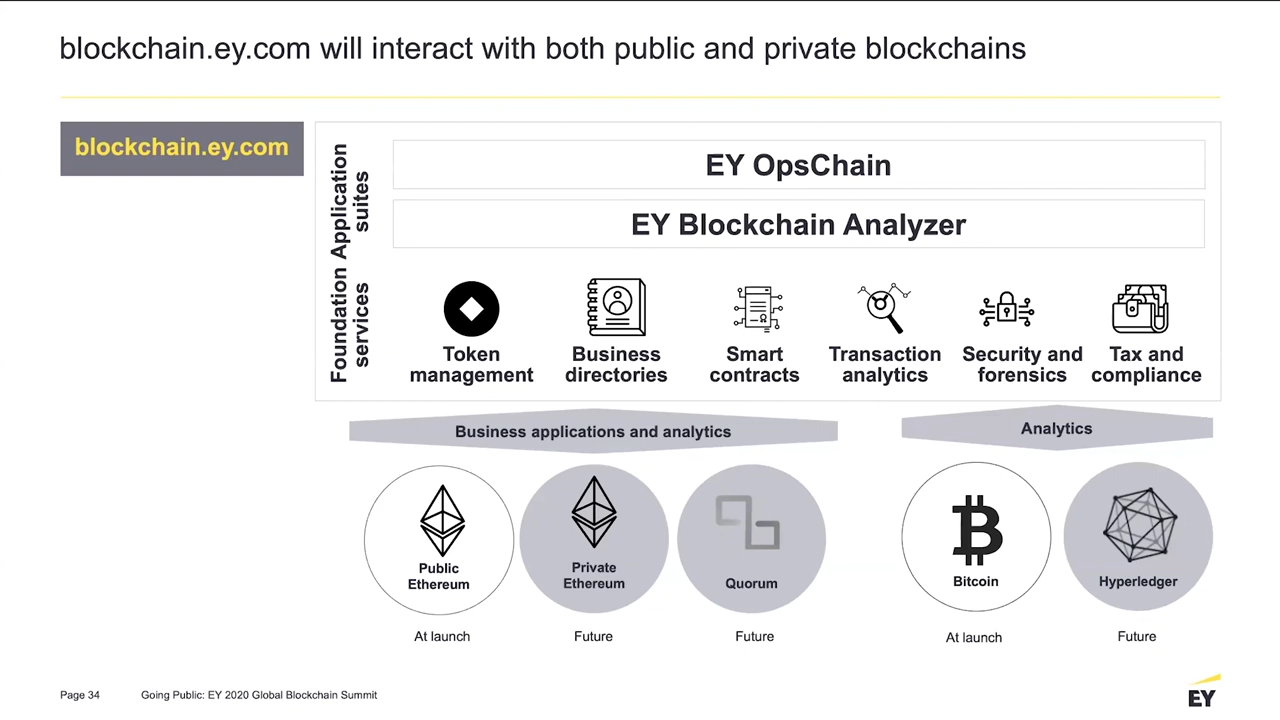 blockchain.ey.com will interact with both public and private blockchains
blockchain.ey.com
Application
suites
EY OpsChain
EY Blockchain Analyzer
Foundation
services
Token
management
Business
directories
Smart
contracts
Transaction
analytics
Security and
forensics
Tax and
compliance
Business applications and analytics
Analytics
Public
Ethereum
Private
Ethereum
Quorum
Bitcoin
Hyperledger
At launch
Future
Future
At launch
Future
Page 34
Going Public: EY 2020 Global Blockchain Summit
EY